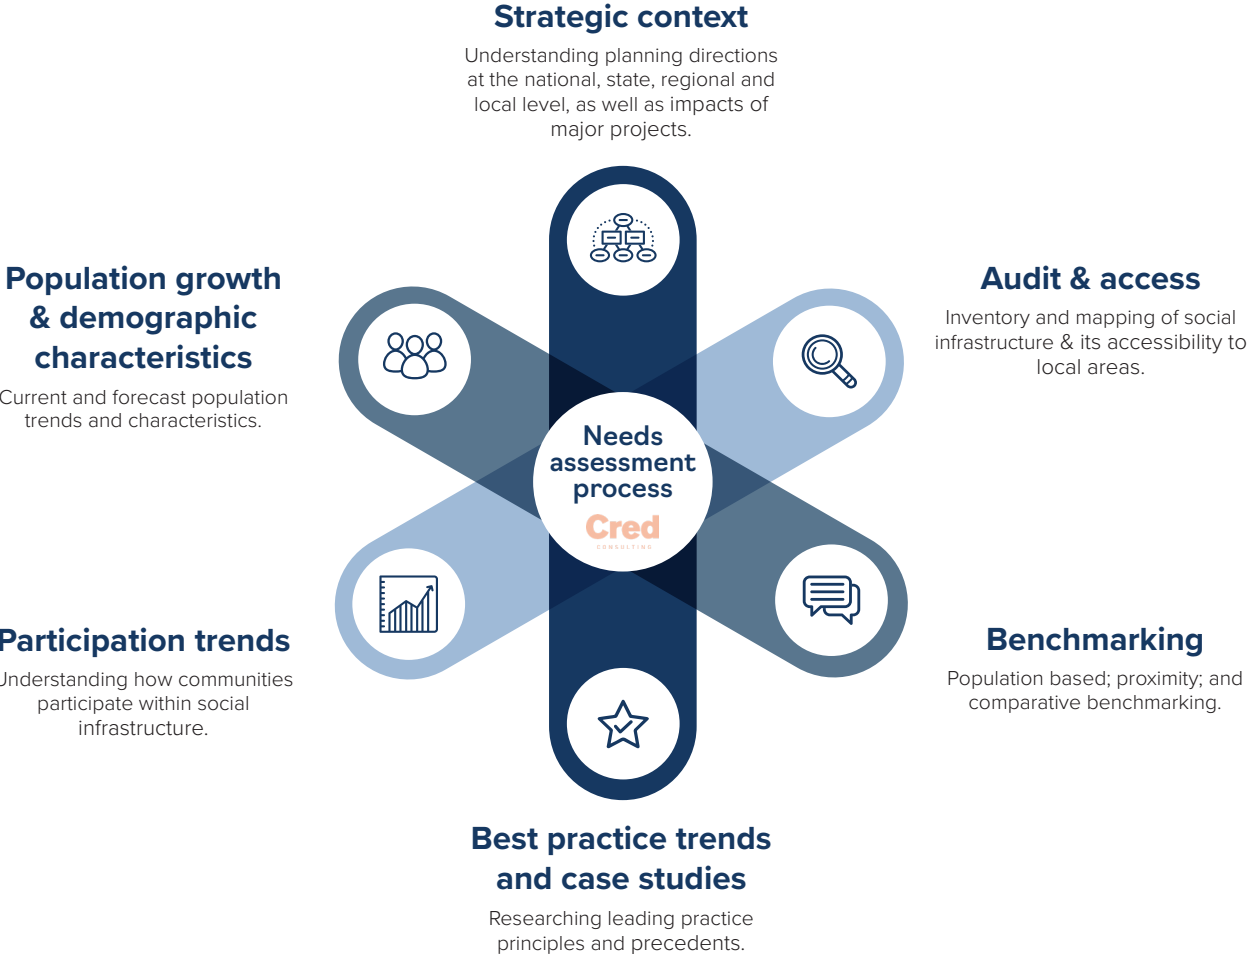 Strategic context
Understanding planning directions
at the national, state, regional and
local level, as well as impacts of
major projects.
Audit & access
Inventory and mapping of social
infrastructure & its accessibility to
local areas.
Benchmarking
Population based; proximity; and
comparative benchmarking.
Best practice trends
and case studies
Researching leading practice
principles and precedents.
Participation trends
Understanding how communities
participate within social
infrastructure.
Population growth
& demographic
characteristics
Current and forecast population
trends and characteristics.
Needs
assessment
process
Cred
CONSULTING